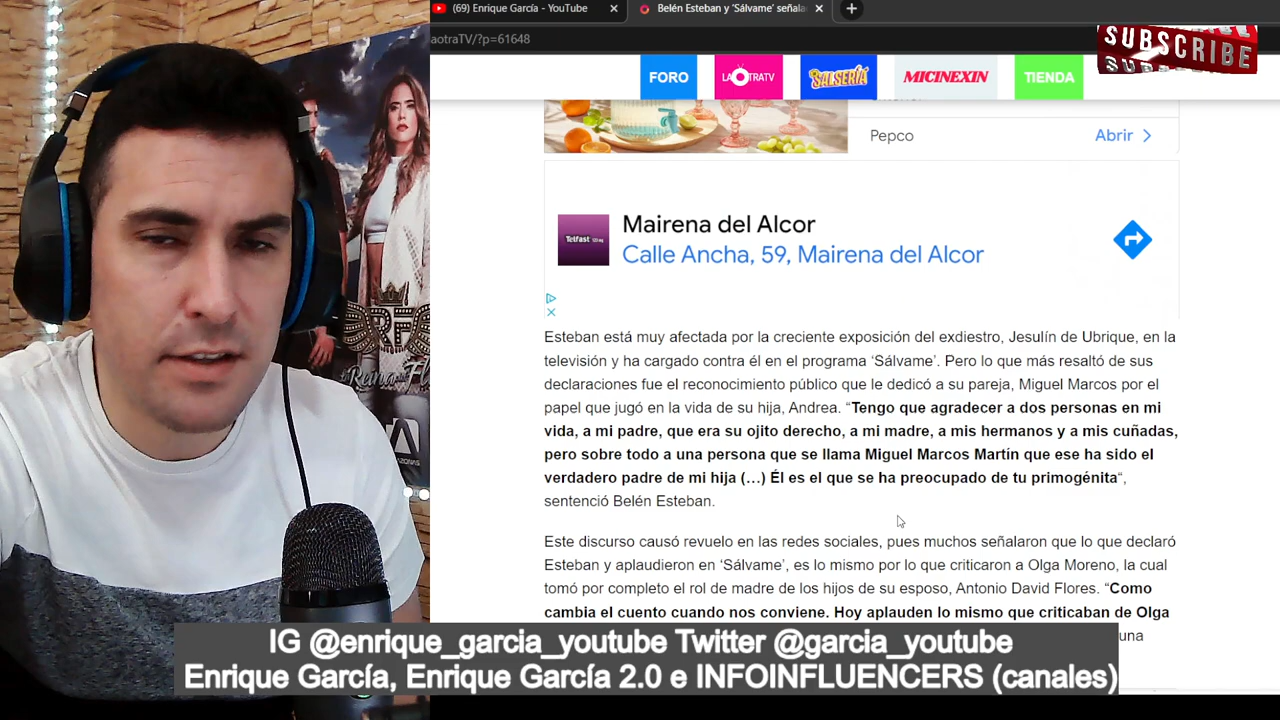 (69) Enrique García - YouTube
Belén Esteban y 'Sálvame' señala
aotraTV/?p=61648
SUBSCRIBE
FORO
LAOTRATV
SALSERÍA
MICINEXIN
TIENDA
Pepco
Abrir
Telfast
Mairena del Alcor
Calle Ancha, 59, Mairena del Alcor
Esteban está muy afectada por la creciente exposición del exdiestro, Jesulín de Ubrique, en la
televisión y ha cargado contra él en el programa ‘Sálvame’. Pero lo que más resaltó de sus
declaraciones fue el reconocimiento público que le dedicó a su pareja, Miguel Marcos por el
papel que jugó en la vida de su hija, Andrea. “Tengo que agradecer a dos personas en mi
vida, a mi padre, que era su ojito derecho, a mi madre, a mis hermanos y a mis cuñadas,
pero sobre todo a una persona que se llama Miguel Marcos Martín que ese ha sido el
verdadero padre de mi hija (…) Él es el que se ha preocupado de tu primogénita“,
sentenció Belén Esteban.
Este discurso causó revuelo en las redes sociales, pues muchos señalaron que lo que declaró
Esteban y aplaudieron en ‘Sálvame’, es lo mismo por lo que criticaron a Olga Moreno, la cual
tomó por completo el rol de madre de los hijos de su esposo, Antonio David Flores. “Como
cambia el cuento cuando nos conviene. Hoy aplauden lo mismo que criticaban de Olga
una
IG @enrique_garcia_youtube Twitter @garcia_youtube
Enrique García, Enrique García 2.0 e INFOINFLUENCERS (canales)